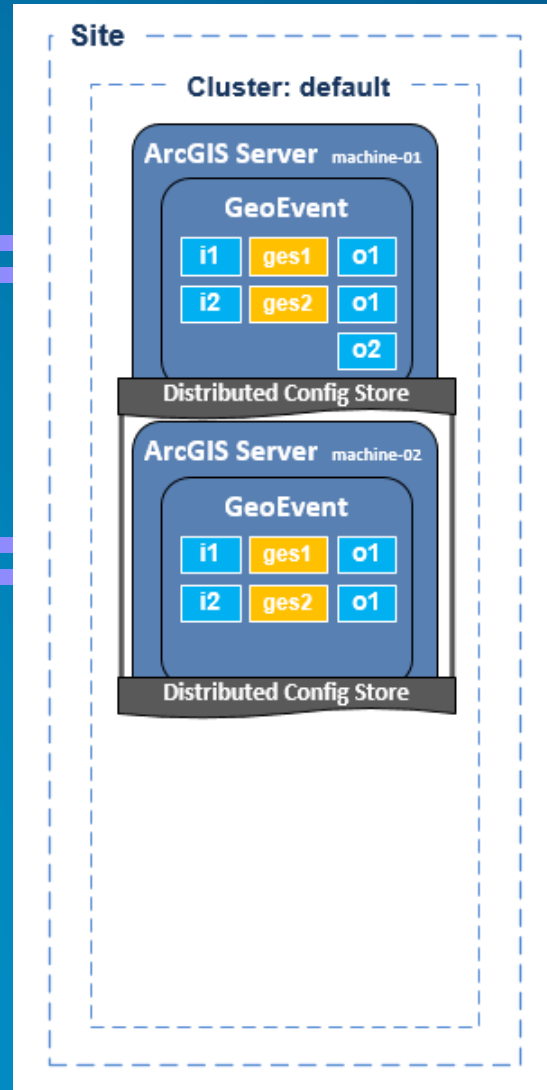 Site
Cluster: default
ArcGIS Server machine-01
GeoEvent
i1 ges1 o1
i2 ges2 o1
o2
Distributed Config Store
ArcGIS Server machine-02
GeoEvent
i1 ges1 o1
i2 ges2 o1
Distributed Config Store